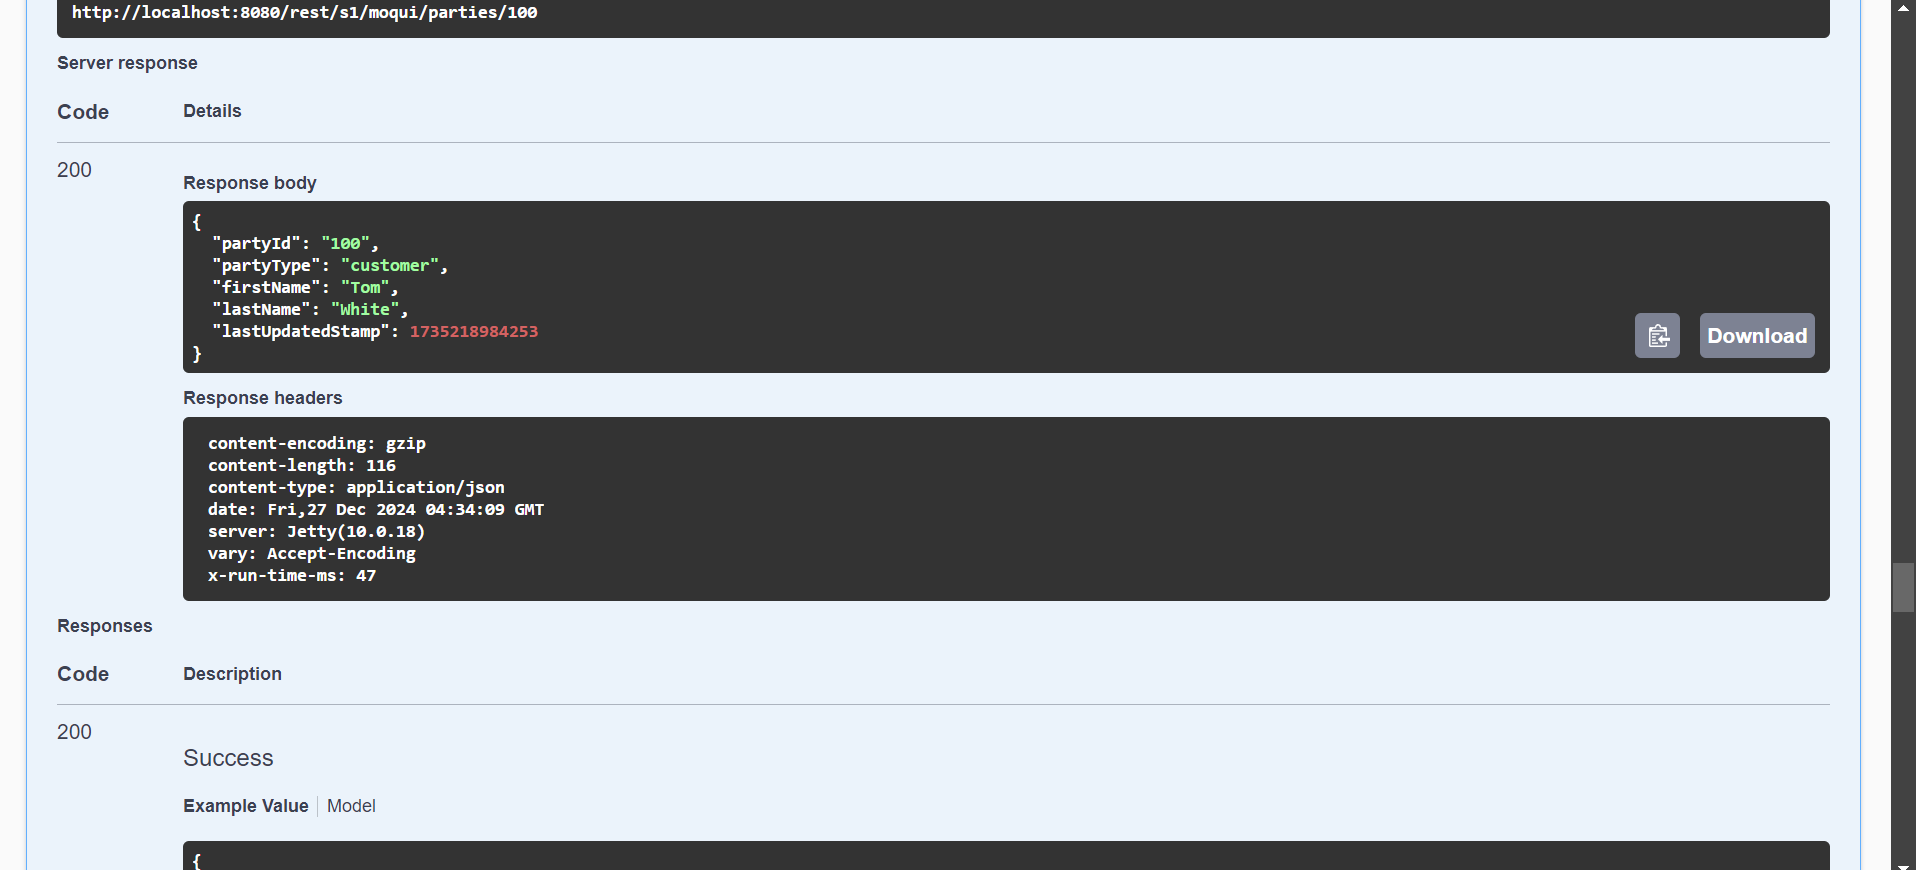 http://localhost:8080/rest/s1/moqui/parties/100
Server response
Code Details
200
Response body
{
  "partyId": "100",
  "partyType": "customer",
  "firstName": "Tom",
  "lastName": "White",
  "lastUpdatedStamp": 1735218984253
}
Download
Response headers
content-encoding: gzip
content-length: 116
content-type: application/json
date: Fri,27 Dec 2024 04:34:09 GMT
server: Jetty(10.0.18)
vary: Accept-Encoding
x-run-time-ms: 47
Responses
Code Description
200
Success
Example Value Model
{